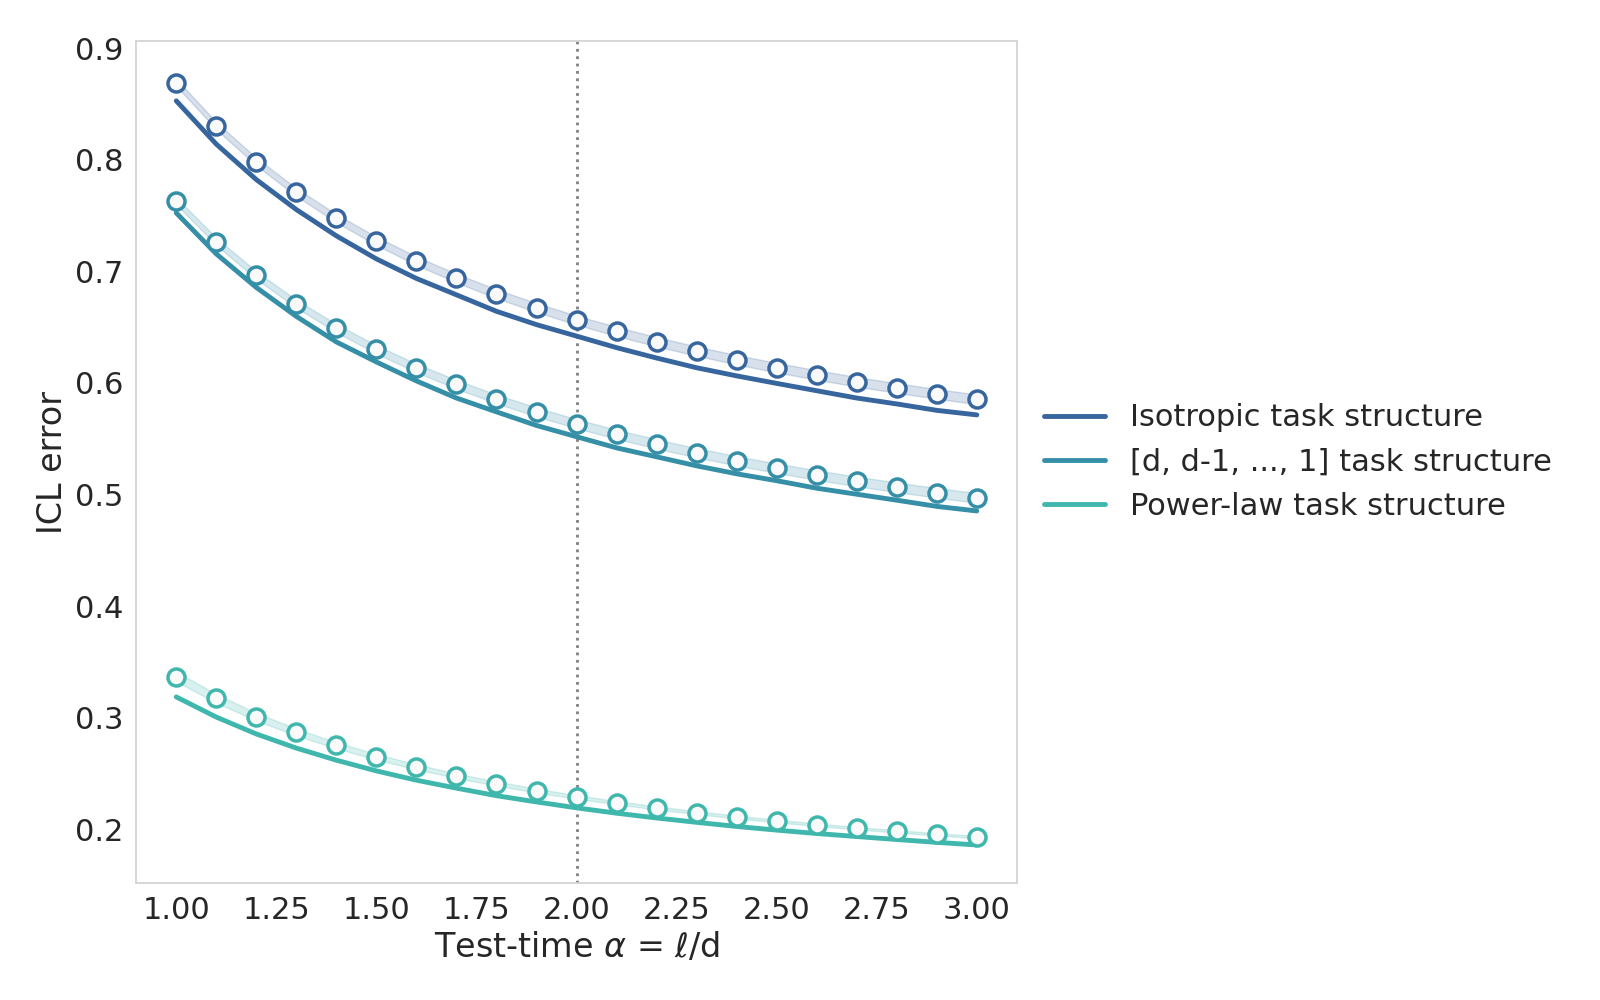 0.9
0.8
0.7
0.6
0.5
0.4
0.3
0.2
ICL error
1.00 1.25 1.50 1.75 2.00 2.25 2.50 2.75 3.00
Test-time α = ℓ/d
Isotropic task structure
[d, d-1, ..., 1] task structure
Power-law task structure